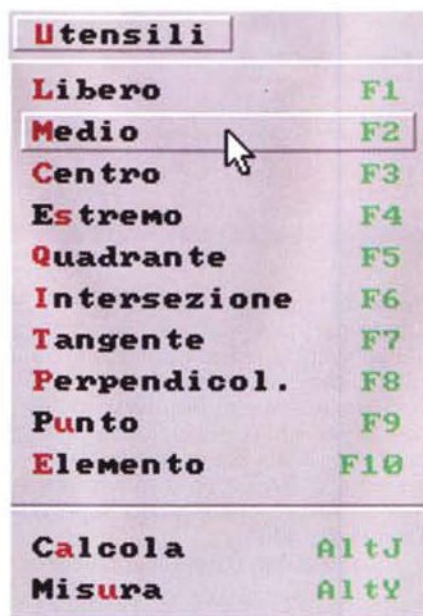 Utensili
Libero F1
Medio F2
Centro F3
Estremo F4
Quadrante F5
Intersezione F6
Tangente F7
Perpendicol. F8
Punto F9
Elemento F10
Calcola AltJ
Misura AltY